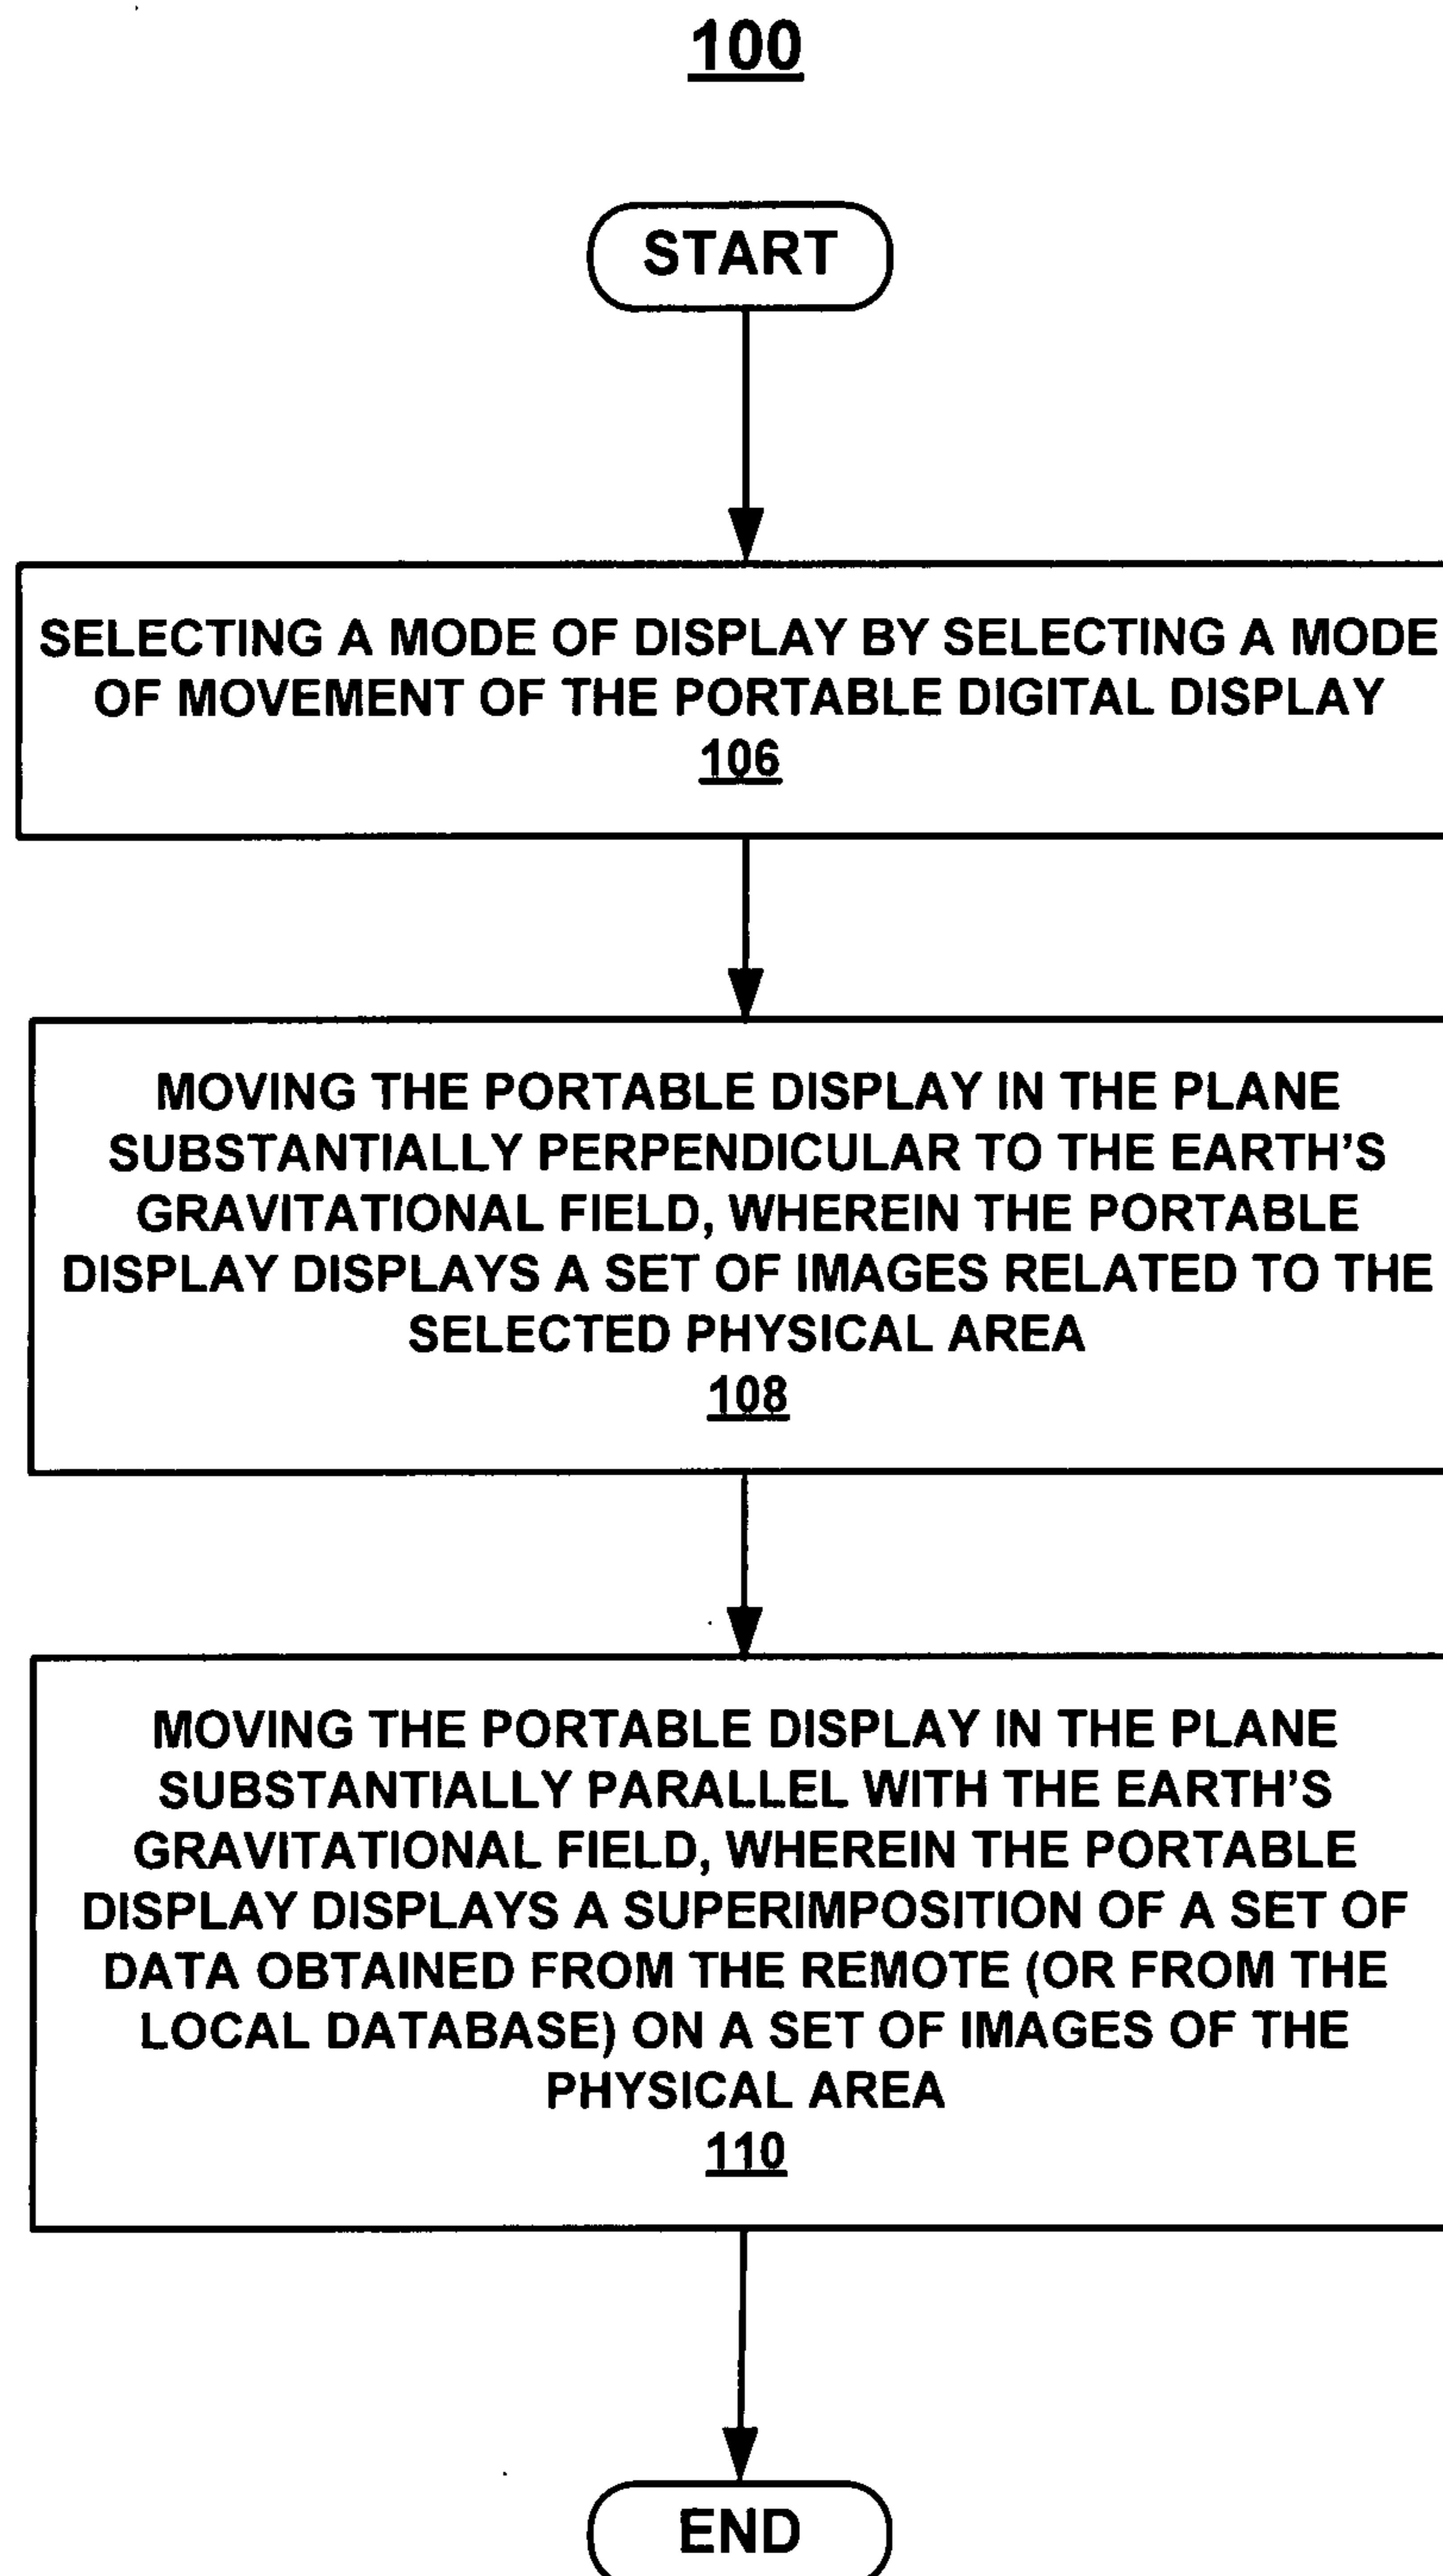 100
START
SELECTING A MODE OF DISPLAY BY SELECTING A MODE
OF MOVEMENT OF THE PORTABLE DIGITAL DISPLAY
106
MOVING THE PORTABLE DISPLAY IN THE PLANE
SUBSTANTIALLY PERPENDICULAR TO THE EARTH'S
GRAVITATIONAL FIELD, WHEREIN THE PORTABLE
DISPLAY DISPLAYS A SET OF IMAGES RELATED TO THE
SELECTED PHYSICAL AREA
108
MOVING THE PORTABLE DISPLAY IN THE PLANE
SUBSTANTIALLY PARALLEL WITH THE EARTH'S
GRAVITATIONAL FIELD, WHEREIN THE PORTABLE
DISPLAY DISPLAYS A SUPERIMPOSITION OF A SET OF
DATA OBTAINED FROM THE REMOTE (OR FROM THE
LOCAL DATABASE) ON A SET OF IMAGES OF THE
PHYSICAL AREA
110
END